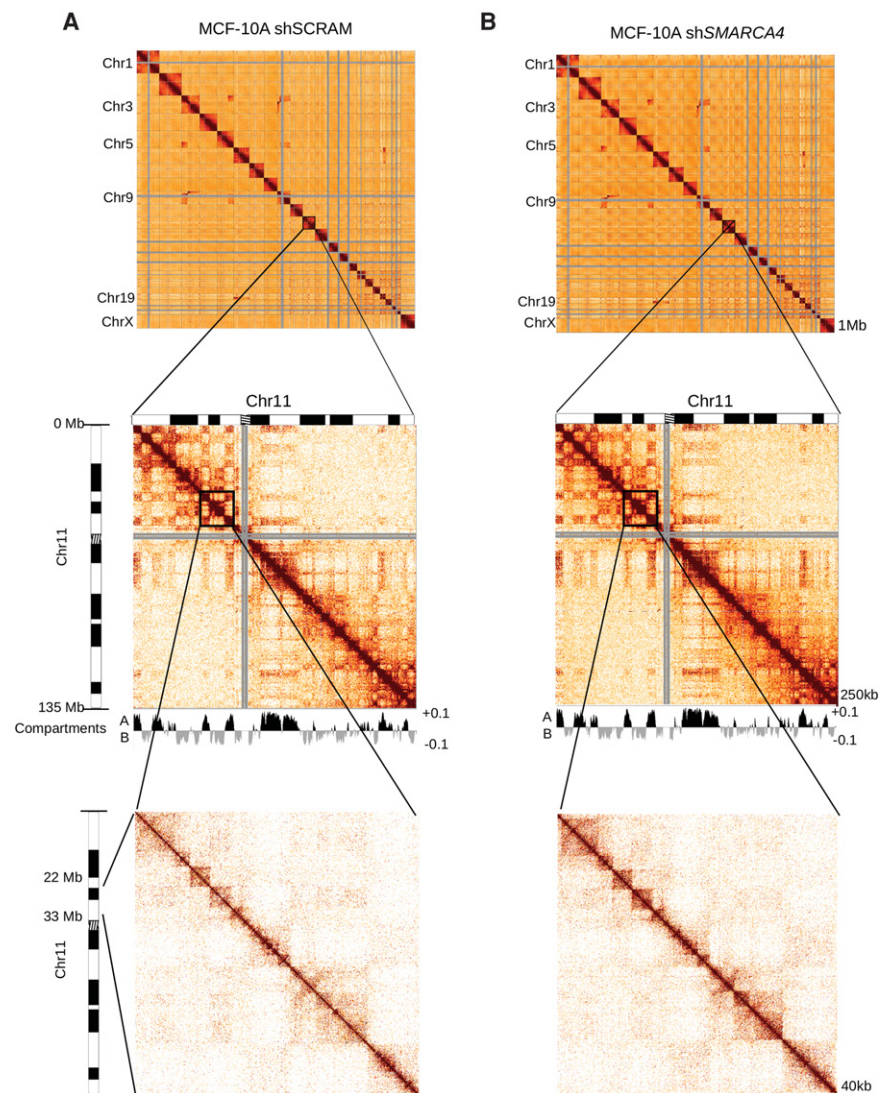 A
MCF-10A shSCRAM
Chr1
Chr3
Chr5
Chr9
Chr19
ChrX
B
MCF-10A shSMARCA4
Chr1
Chr3
Chr5
Chr9
Chr19
ChrX
1Mb
Chr11
0 Mb
Chr11
135 Mb
Compartments
A
B
+0.1
-0.1
Chr11
250kb
A
B
+0.1
-0.1
22 Mb
33 Mb
Chr11
40kb